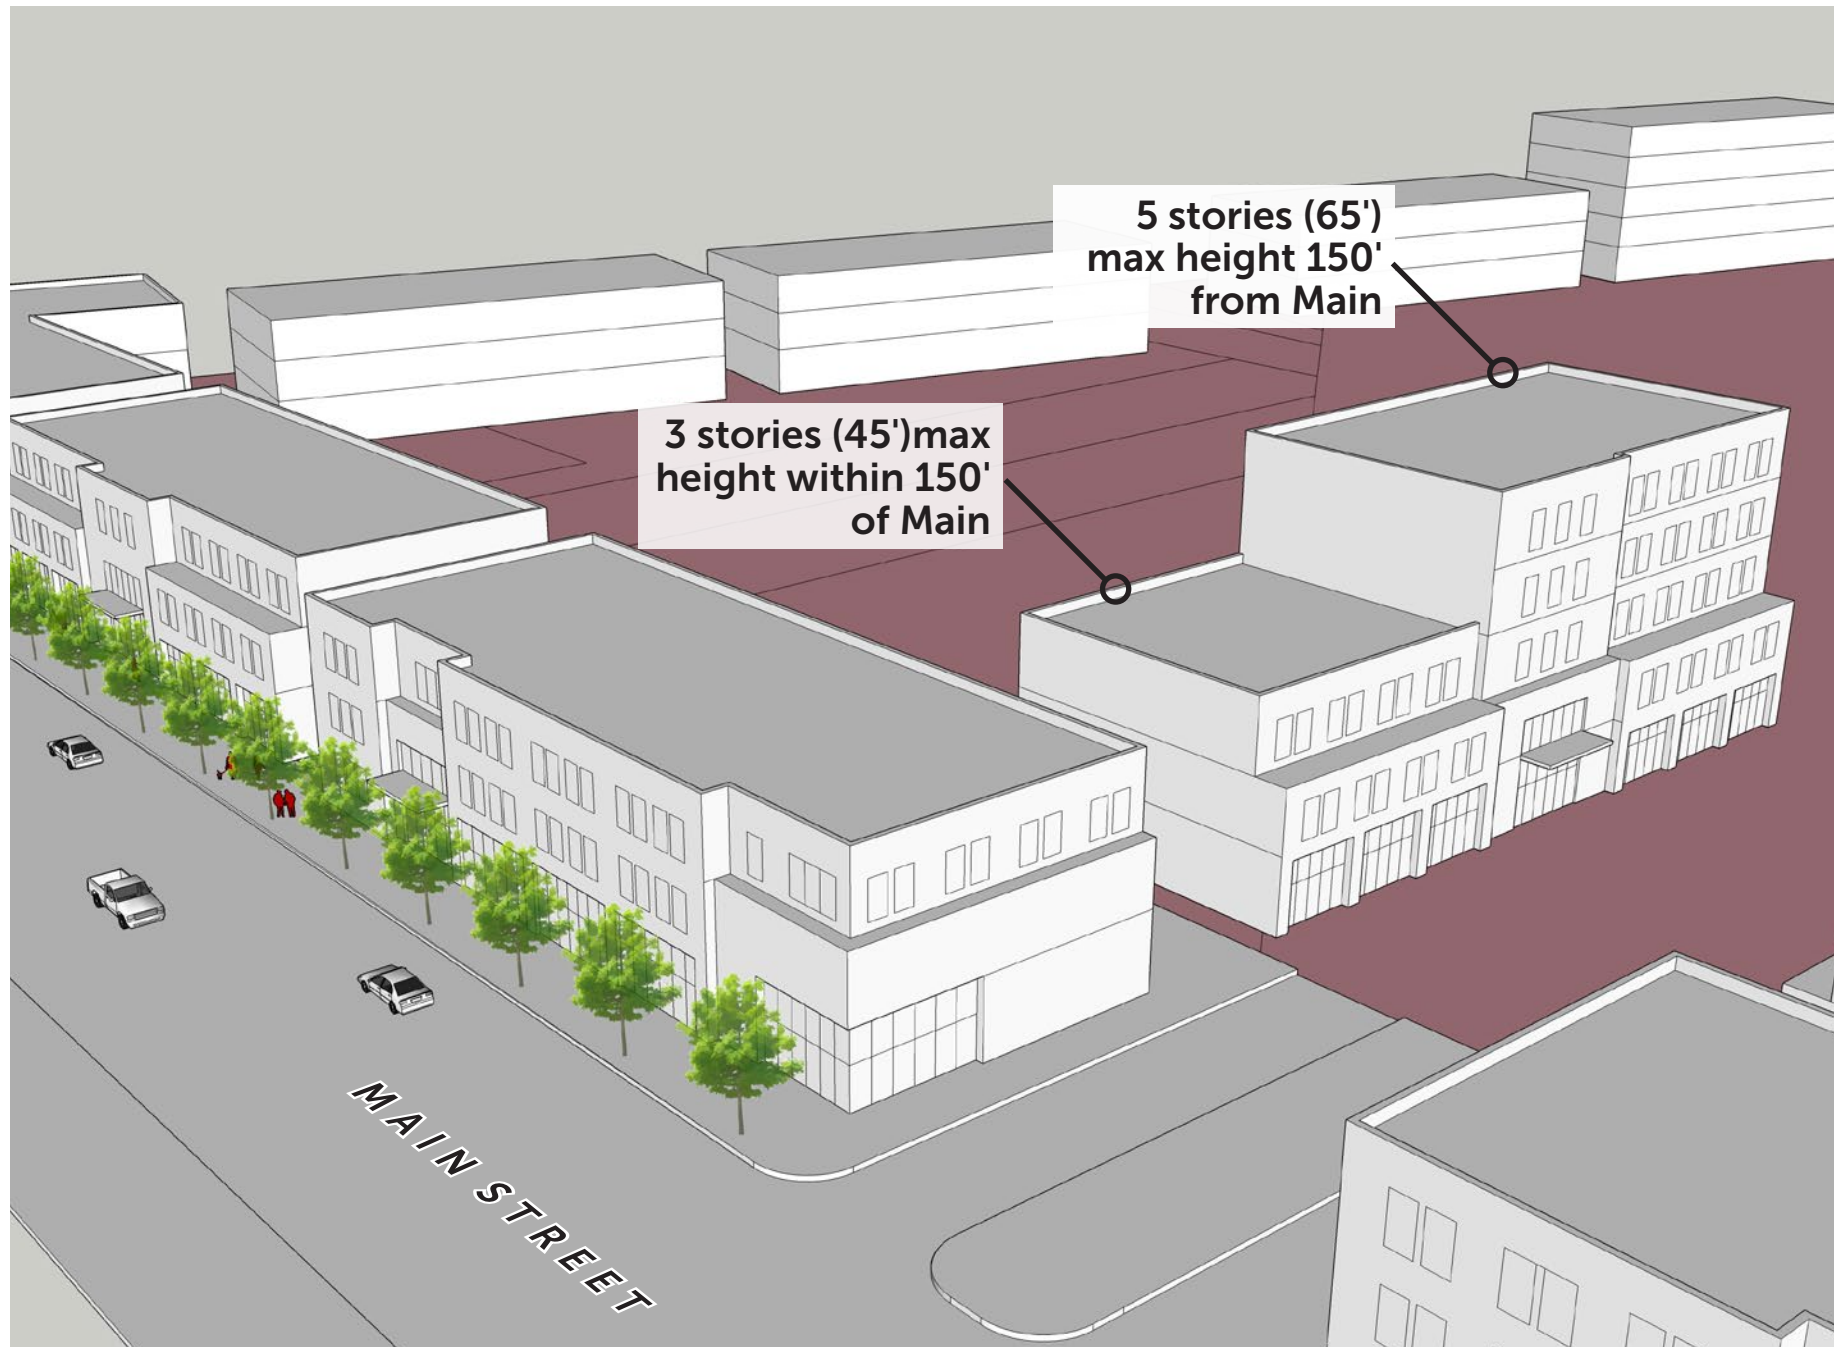 5 stories (65')
max height 150'
from Main
3 stories (45')max
height within 150'
of Main
MAIN STREET